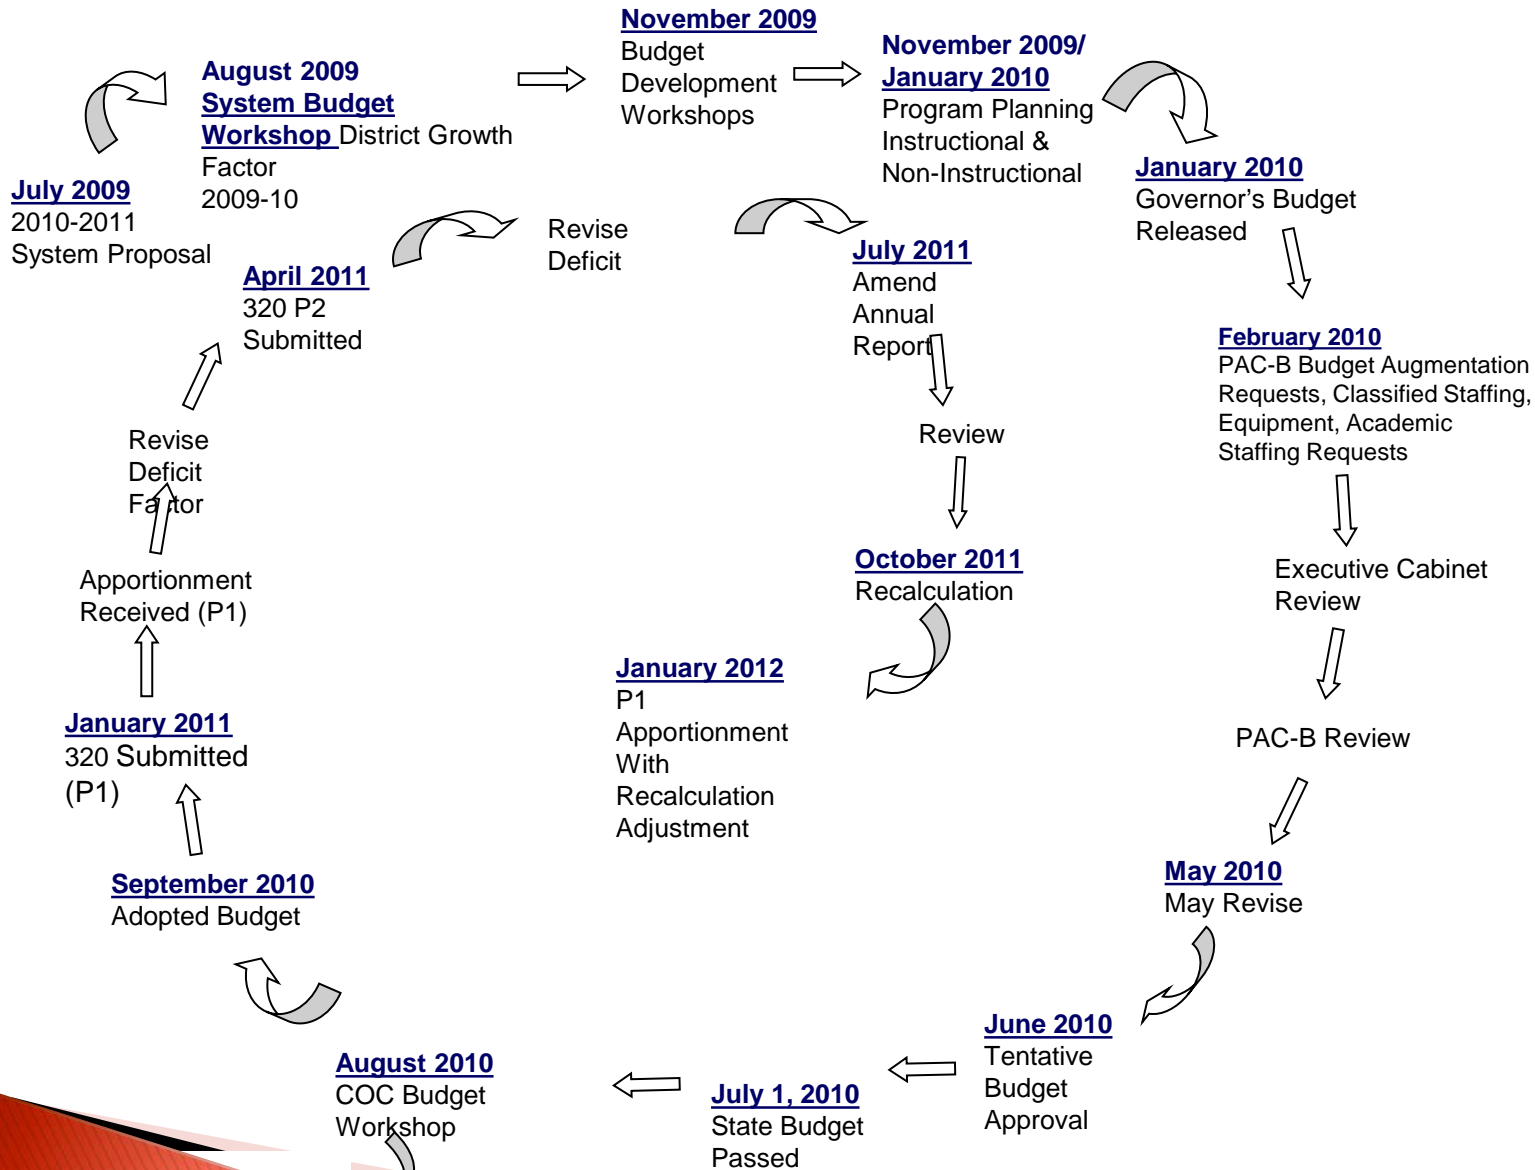 July 2009
2010-2011
System Proposal
August 2009
System Budget
Workshop District Growth
Factor
2009-10
November 2009
Budget
Development
Workshops
November 2009/
January 2010
Program Planning
Instructional &
Non-Instructional
January 2010
Governor’s Budget
Released
February 2010
PAC-B Budget Augmentation
Requests, Classified Staffing,
Equipment, Academic
Staffing Requests
Executive Cabinet
Review
PAC-B Review
May 2010
May Revise
June 2010
Tentative
Budget
Approval
July 1, 2010
State Budget
Passed
August 2010
COC Budget
Workshop
September 2010
Adopted Budget
January 2011
320 Submitted
(P1)
Apportionment
Received (P1)
Revise
Deficit
Factor
April 2011
320 P2
Submitted
Revise
Deficit
July 2011
Amend
Annual
Report
Review
October 2011
Recalculation
January 2012
P1
Apportionment
With
Recalculation
Adjustment